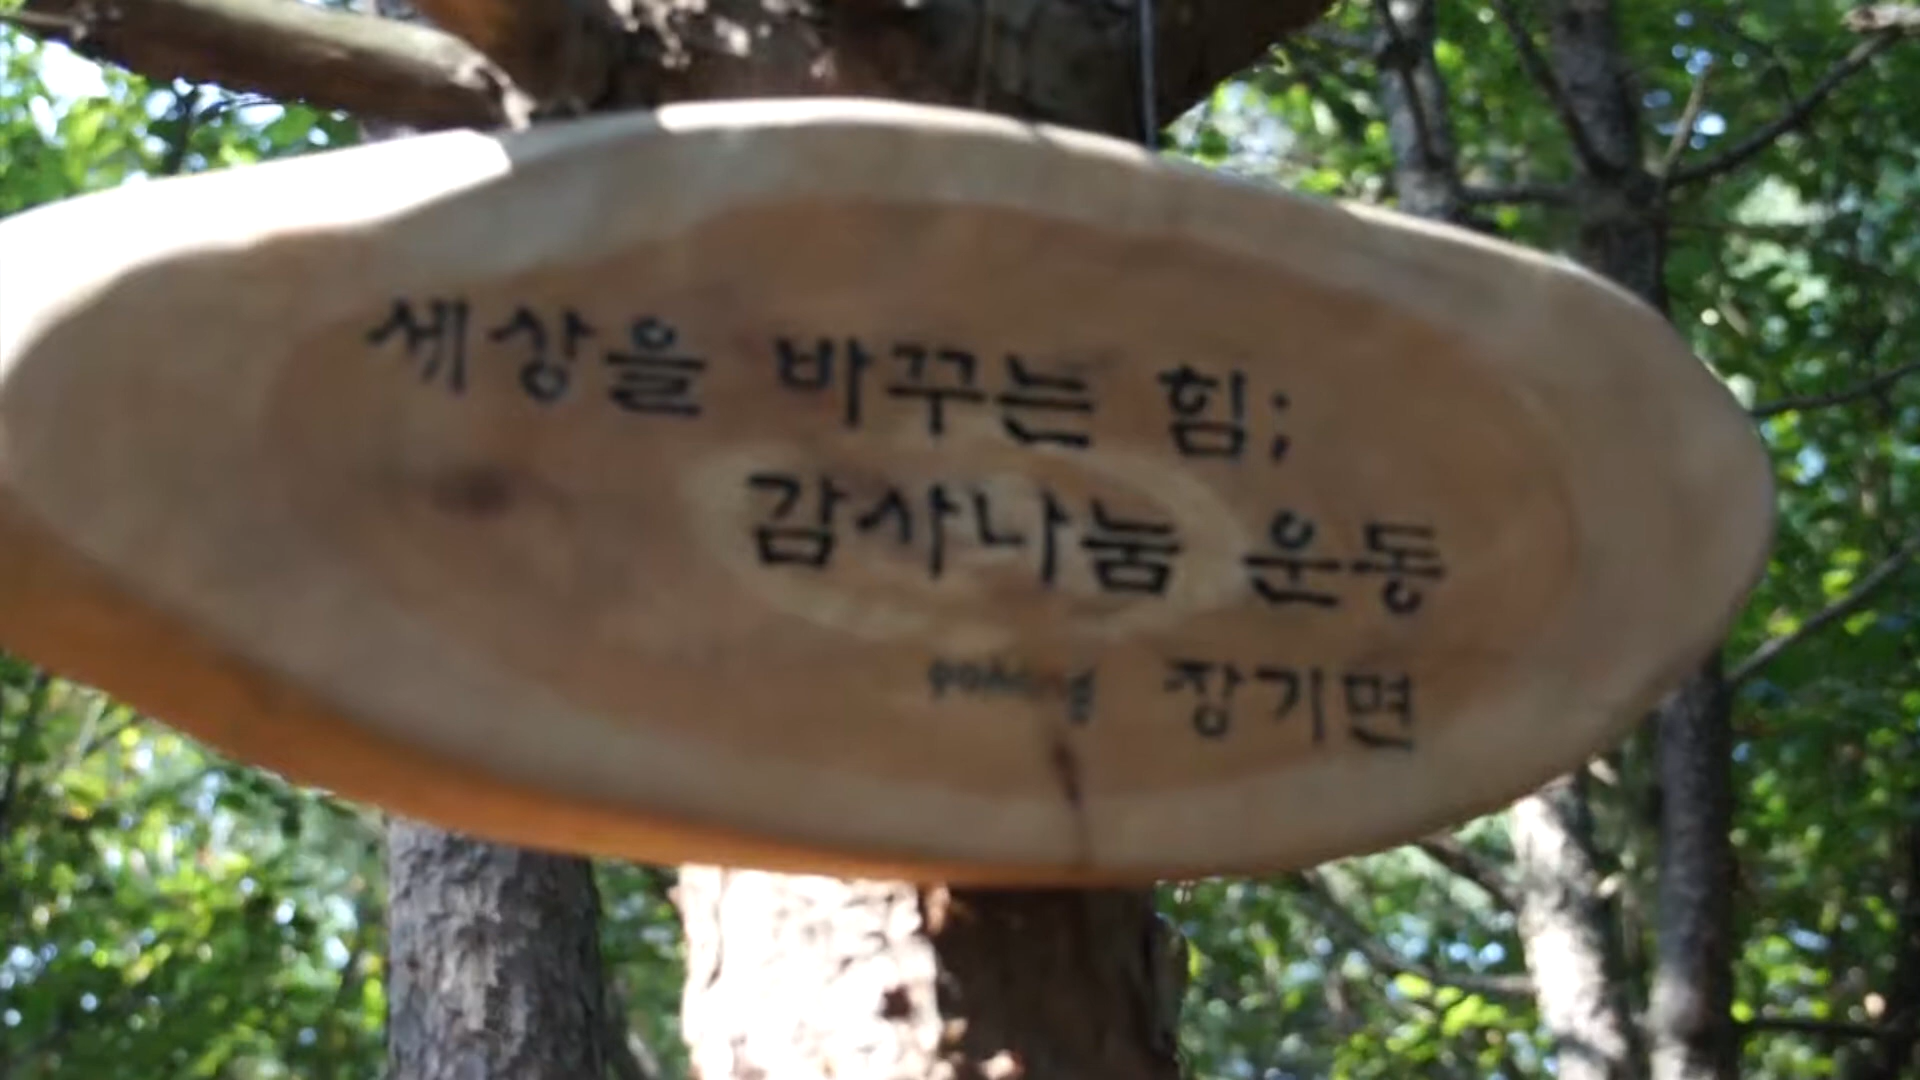 세상을 바꾸는 힘;
감사나눔 운동
장기면